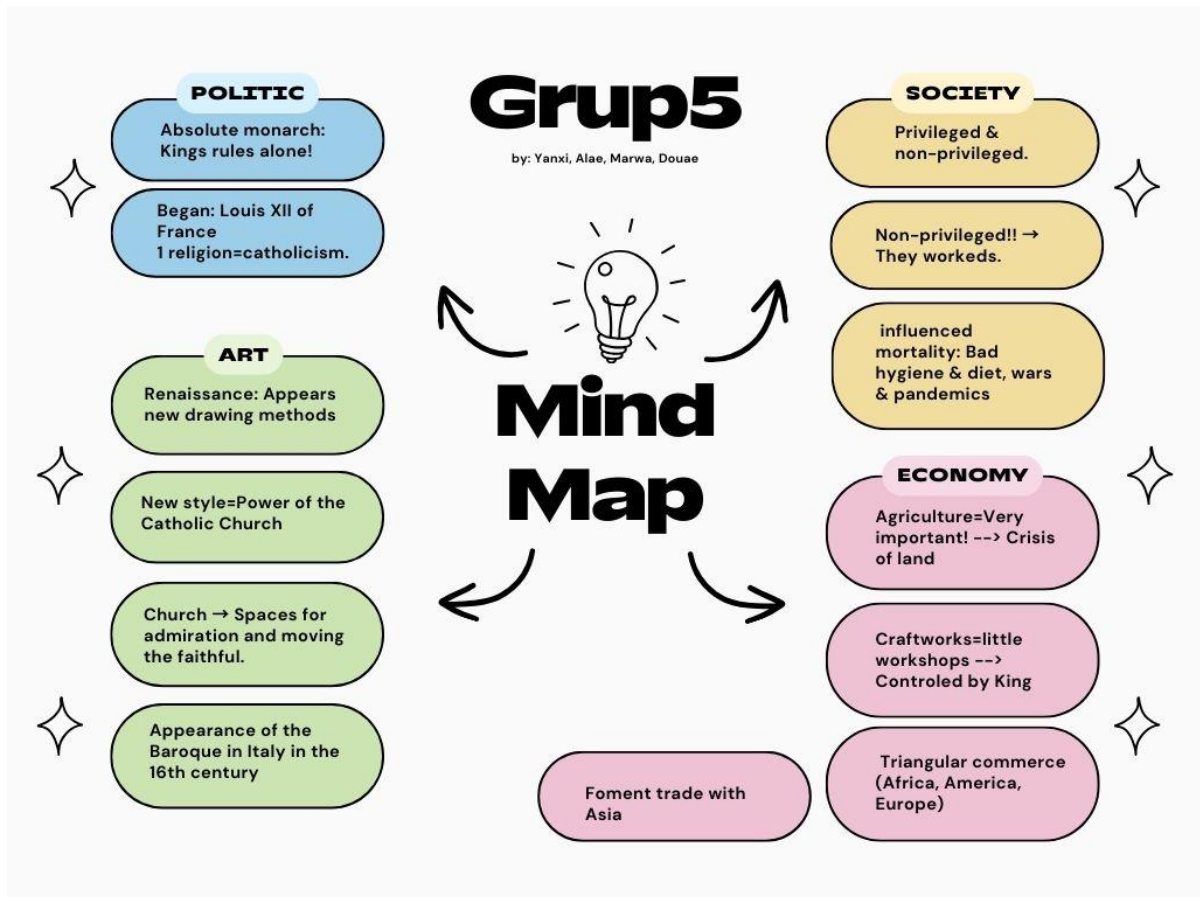 Grup5
by: Yanxi, Alae, Marwa, Douae
Mind
Map
POLITIC
Absolute monarch:
Kings rules alone!
Began: Louis XII of
France
1 religion=catholicism.
ART
Renaissance: Appears
new drawing methods
New style=Power of the
Catholic Church
Church → Spaces for
admiration and moving
the faithful.
Appearance of the
Baroque in Italy in the
16th century
SOCIETY
Privileged &
non-privileged.
Non-privileged!! →
They workeds.
influenced
mortality: Bad
hygiene & diet, wars
& pandemics
ECONOMY
Agriculture=Very
important! --> Crisis
of land
Craftworks=little
workshops -->
Controled by King
Triangular commerce
(Africa, America,
Europe)
Foment trade with
Asia